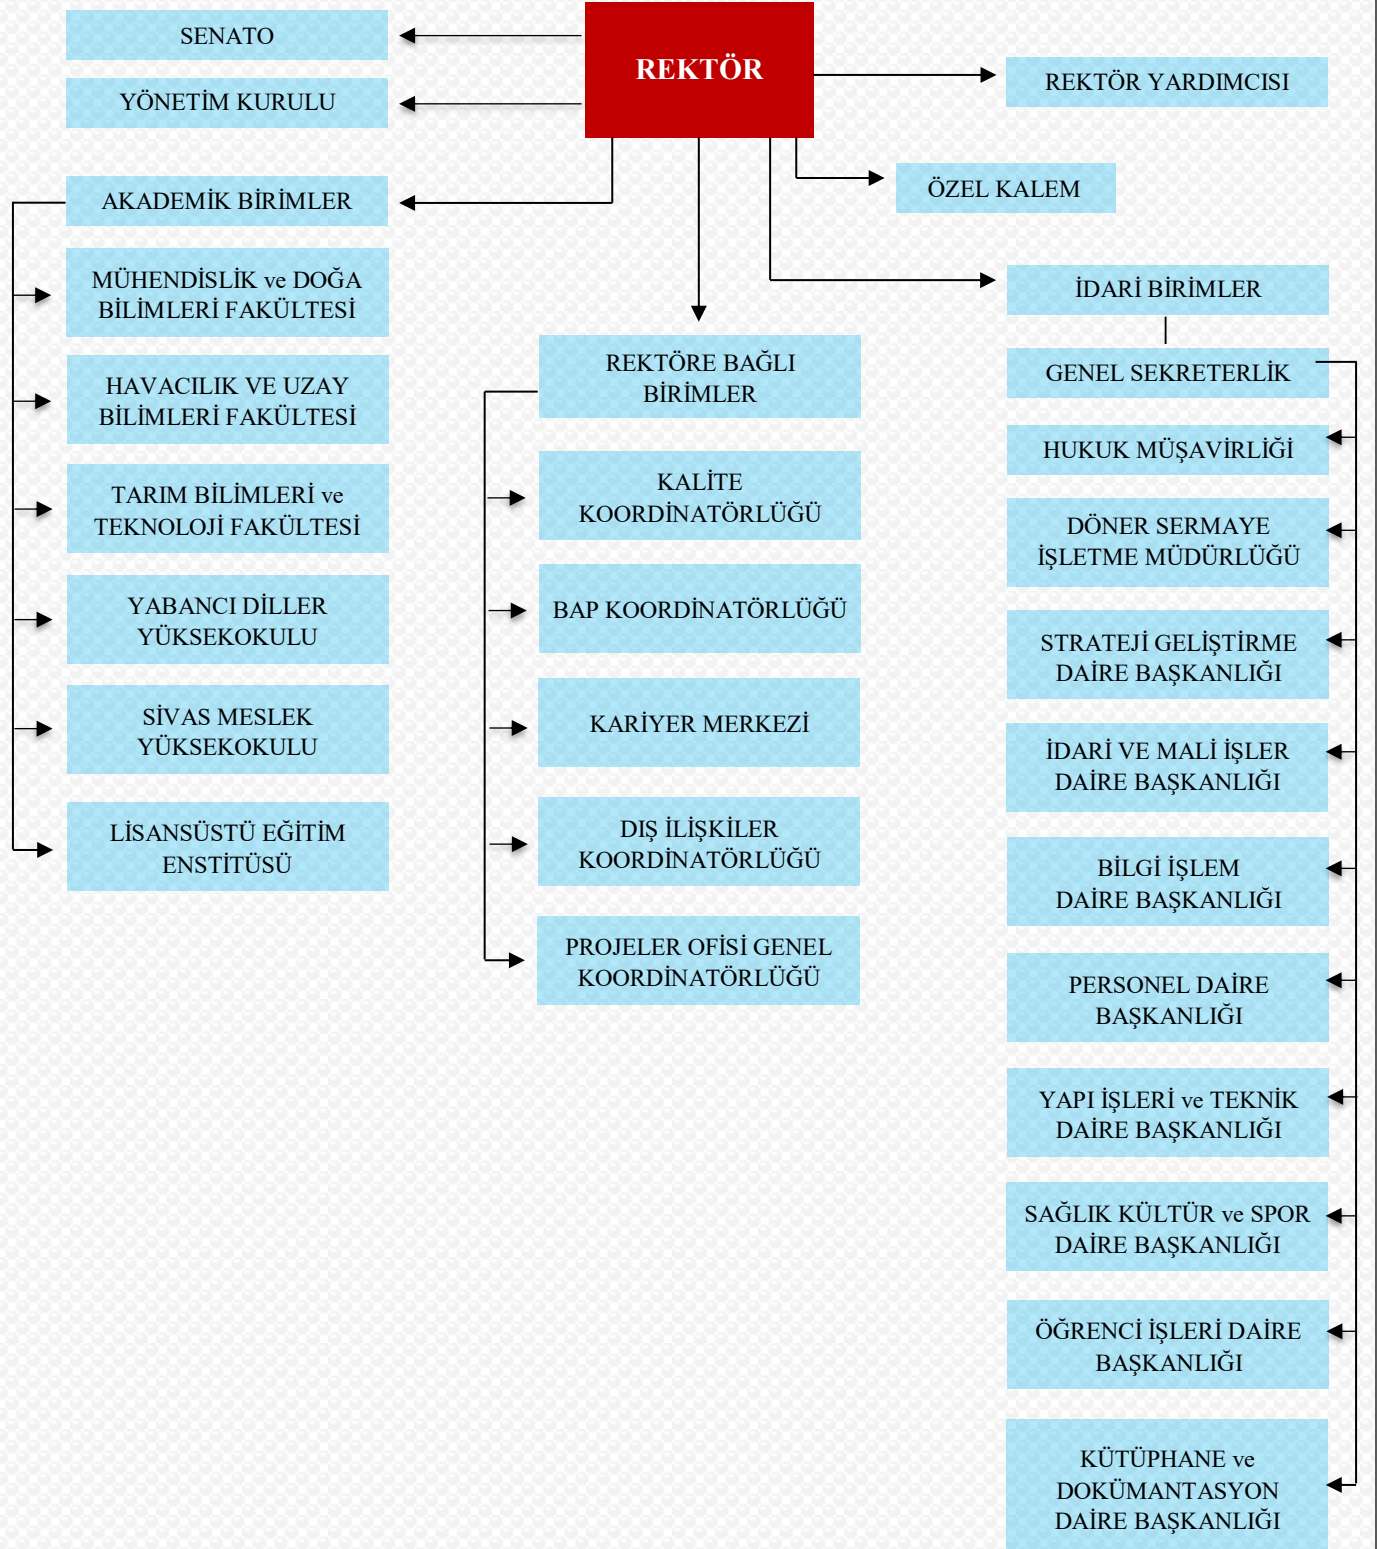 REKTÖR
SENATO
YÖNETİM KURULU
REKTÖR YARDIMCISI
ÖZEL KALEM
AKADEMİK BİRİMLER
MÜHENDİSLİK ve DOĞA
BİLİMLERİ FAKÜLTESİ
HAVACILIK VE UZAY
BİLİMLERİ FAKÜLTESİ
TARIM BİLİMLERİ ve
TEKNOLOJİ FAKÜLTESİ
YABANCI DİLLER
YÜKSEKOKULU
SİVAS MESLEK
YÜKSEKOKULU
LİSANSÜSTÜ EĞİTİM
ENSTİTÜSÜ
REKTÖRE BAĞLI
BİRİMLER
KALİTE
KOORDİNATÖRLÜĞÜ
BAP KOORDİNATÖRLÜĞÜ
KARİYER MERKEZİ
DIŞ İLİŞKİLER
KOORDİNATÖRLÜĞÜ
PROJELER OFİSİ GENEL
KOORDİNATÖRLÜĞÜ
İDARİ BİRİMLER
GENEL SEKRETERLİK
HUKUK MÜŞAVİRLİĞİ
DÖNER SERMAYE
İŞLETME MÜDÜRLÜĞÜ
STRATEJİ GELİŞTİRME
DAİRE BAŞKANLIĞI
İDARİ VE MALİ İŞLER
DAİRE BAŞKANLIĞI
BİLGİ İŞLEM
DAİRE BAŞKANLIĞI
PERSONEL DAİRE
BAŞKANLIĞI
YAPI İŞLERİ ve TEKNİK
DAİRE BAŞKANLIĞI
SAĞLIK KÜLTÜR ve SPOR
DAİRE BAŞKANLIĞI
ÖĞRENCİ İŞLERİ DAİRE
BAŞKANLIĞI
KÜTÜPHANE ve
DOKÜMANTASYON
DAİRE BAŞKANLIĞI